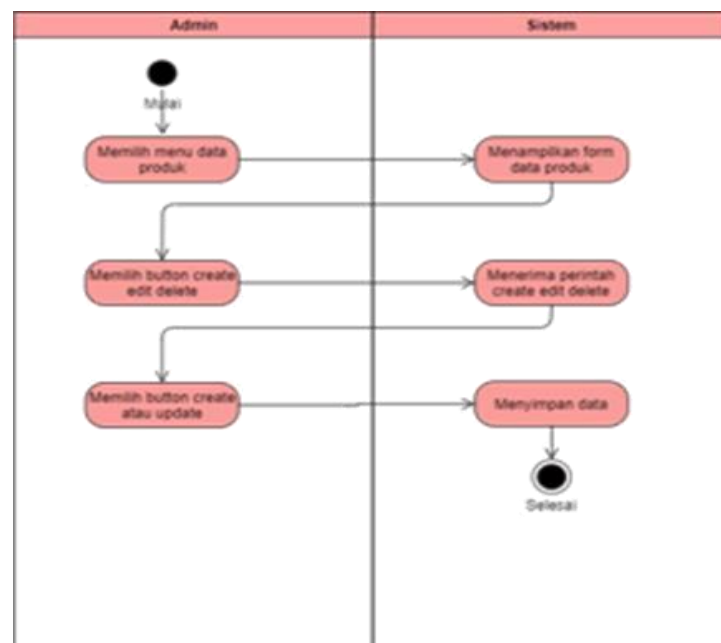 Admin
Sistem
Mulai
Memilih menu data
produk
Menampilkan form
data produk
Memilih button create
edit delete
Menerima perintah
create edit delete
Memilih button create
atau update
Menyimpan data
Selesai